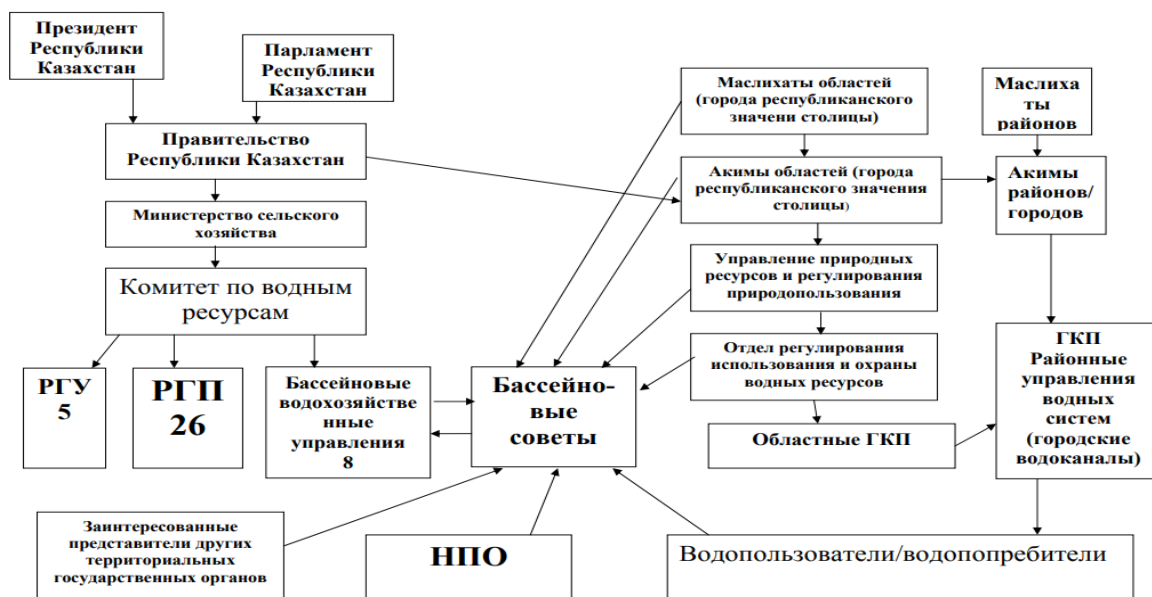 Президент
Республики
Казахстан
Парламент
Республики
Казахстан
Правительство
Республики Казахстан
Министерство сельского
хозяйства
Комитет по водным
ресурсам
РГУ
5
РГП
26
Бассейновые
водохозяйстве
нные
управления
8
Бассейно-
вые
советы
Маслихаты областей
(города республиканского
значени столицы)
Маслиха
ты
районов
Акимы областей (города
республиканского значения
столицы)
Акимы
районов/
городов
Управление природных
ресурсов и регулирования
природопользования
Отдел регулирования
использования и охраны
водных ресурсов
Областные ГКП
ГКП
Районные
управления
водных
систем
(городские
водоканалы)
Заинтересованные
представители других
территориальных
государственных органов
НПО
Водопользователи/водопопребители